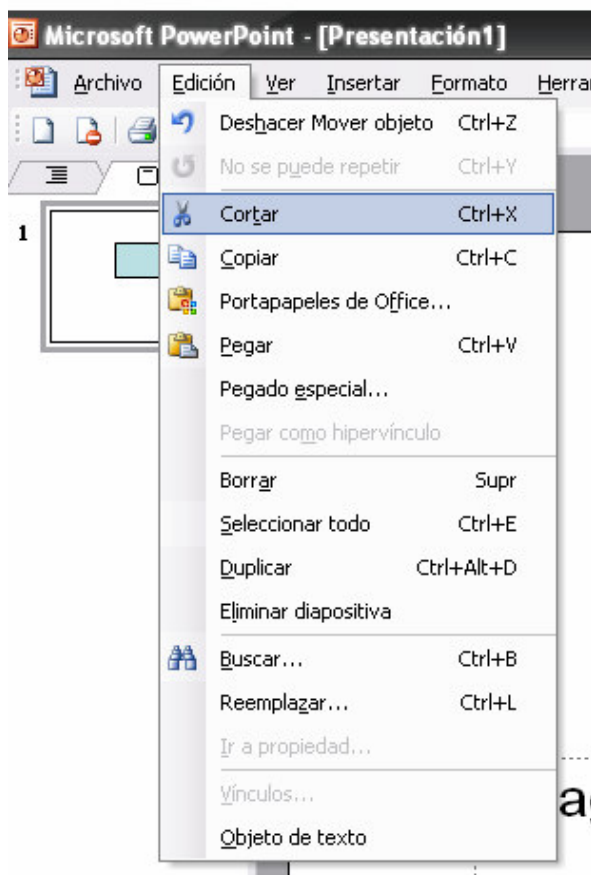 Microsoft PowerPoint - [Presentación1]
Archivo Edición Ver Insertar Formato
Deshacer Mover objeto Ctrl+Z
No se puede repetir Ctrl+Y
1
Cortar Ctrl+X
Copiar Ctrl+C
Portapapeles de Office...
Pegar Ctrl+V
Pegado especial...
Pegar como hipervínculo
Borrar Supr
Seleccionar todo Ctrl+E
Duplicar Ctrl+Alt+D
Eliminar diapositiva
Buscar... Ctrl+B
Reemplazar... Ctrl+L
Ir a propiedad...
Vínculos...
Objeto de texto